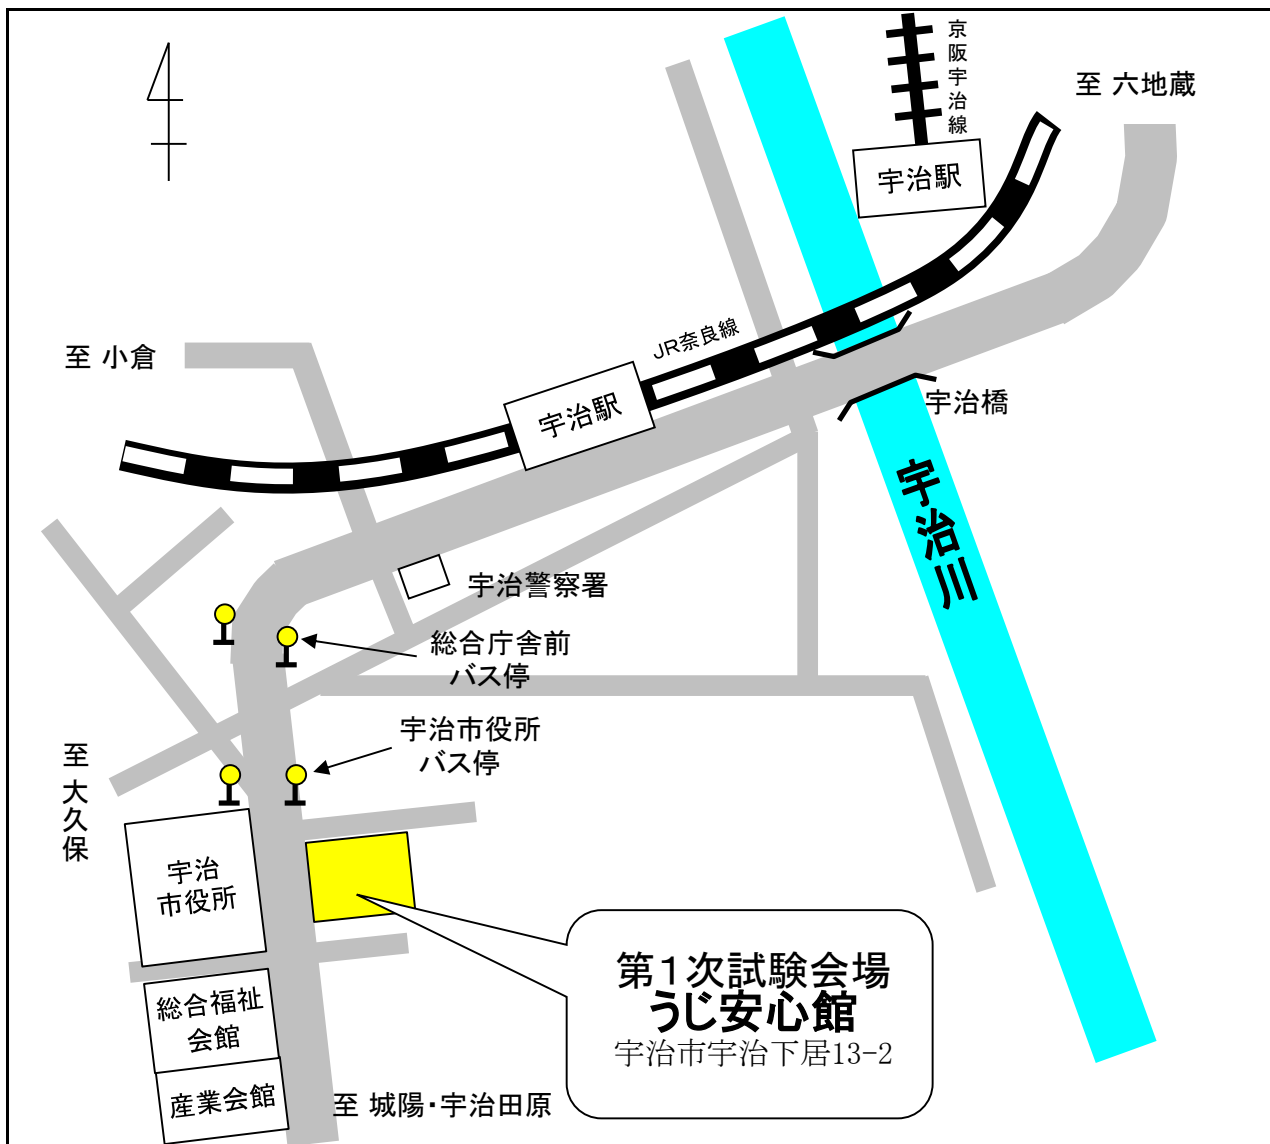 京阪宇治線
至 六地蔵
宇治駅
JR奈良線
至 小倉
宇治駅
宇治橋
宇治川
宇治警察署
総合庁舎前
バス停
宇治市役所
バス停
至 大久保
宇治
市役所
第1次試験会場
うじ安心館
宇治市宇治下居13-2
総合福祉
会館
産業会館
至 城陽・宇治田原